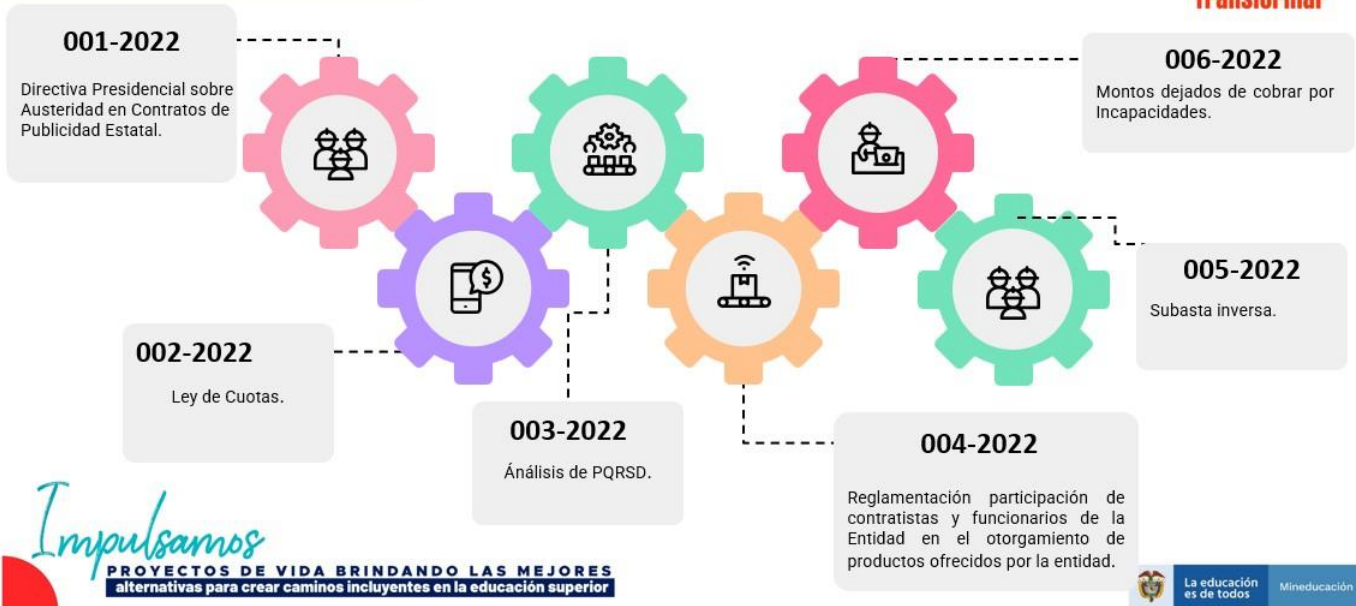 Transformar
001-2022
Directiva Presidencial sobre
Austeridad en Contratos de
Publicidad Estatal.
006-2022
Montos dejados de cobrar por
Incapacidades.
$
005-2022
Subasta inversa.
002-2022
Ley de Cuotas.
003-2022
Ánálisis de PQRSD.
004-2022
Reglamentación participación de
contratistas y funcionarios de la
Entidad en el otorgamiento de
productos ofrecidos por la entidad.
Impulsamos
PROYECTOS DE VIDA BRINDANDO LAS MEJORES
alternativas para crear caminos incluyentes en la educación superior
La educación
es de todos
Mineducación